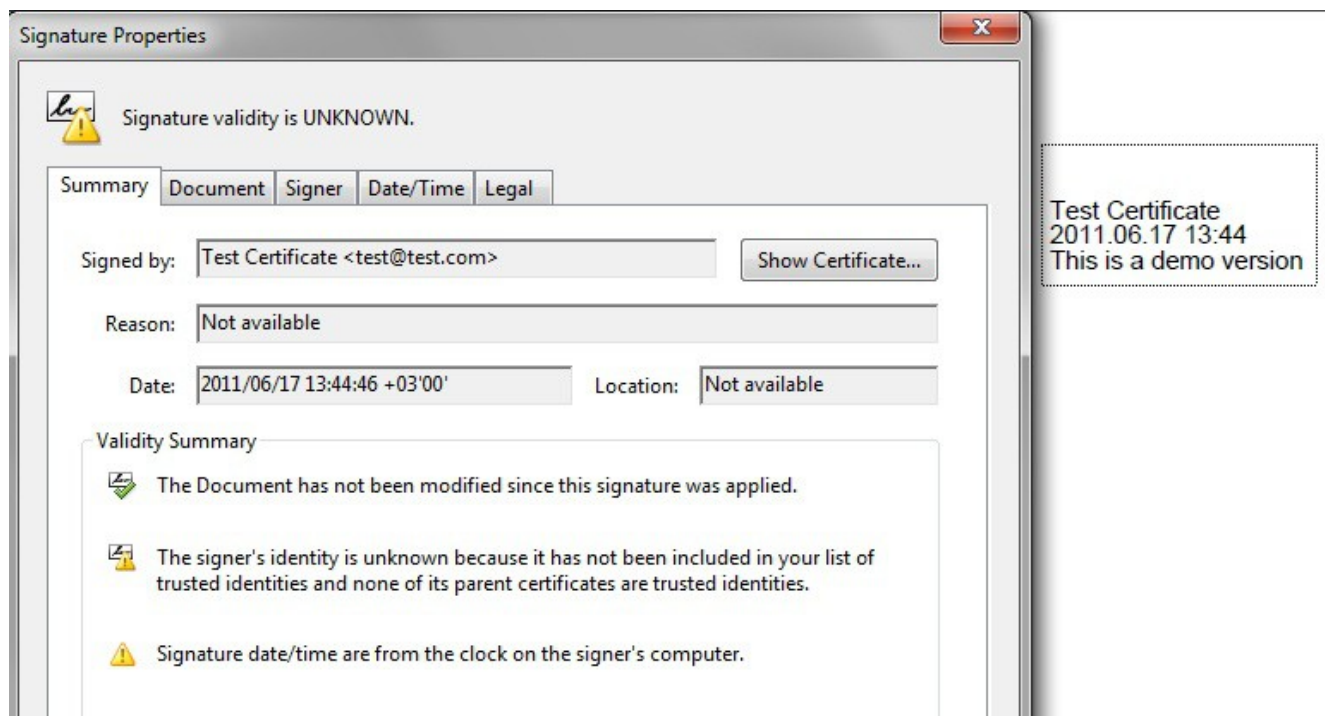 Signature Properties
Signature validity is UNKNOWN.
Summary Document Signer Date/Time Legal
Signed by: Test Certificate <test@test.com> Show Certificate...
Reason: Not available
Date: 2011/06/17 13:44:46 +03'00' Location: Not available
Validity Summary
The Document has not been modified since this signature was applied.
The signer's identity is unknown because it has not been included in your list of
trusted identities and none of its parent certificates are trusted identities.
Signature date/time are from the clock on the signer's computer.
Test Certificate
2011.06.17 13:44
This is a demo version